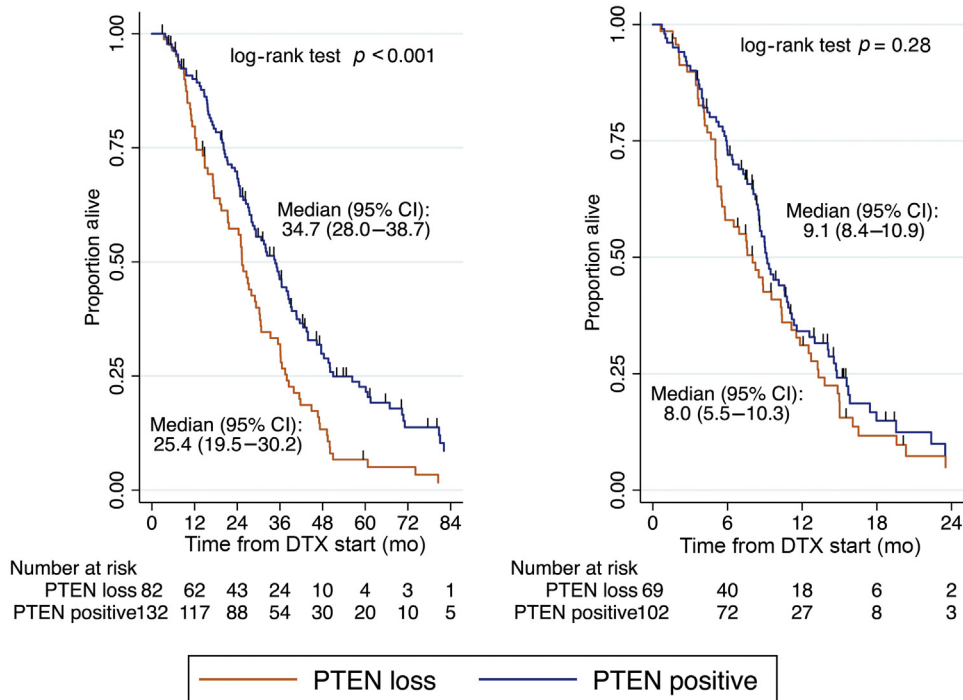 1.00
0.75
0.50
0.25
0.00
Proportion alive
log-rank test p < 0.001
Median (95% CI):
34.7 (28.0–38.7)
Median (95% CI):
25.4 (19.5–30.2)
0 12 24 36 48 60 72 84
Time from DTX start (mo)
Number at risk
PTEN loss 82 62 43 24 10 4 3 1
PTEN positive 132 117 88 54 30 20 10 5
1.00
0.75
0.50
0.25
0.00
Proportion alive
log-rank test p = 0.28
Median (95% CI):
9.1 (8.4–10.9)
Median (95% CI):
8.0 (5.5–10.3)
0 6 12 18 24
Time from DTX start (mo)
Number at risk
PTEN loss 69 40 18 6 2
PTEN positive 102 72 27 8 3
PTEN loss PTEN positive